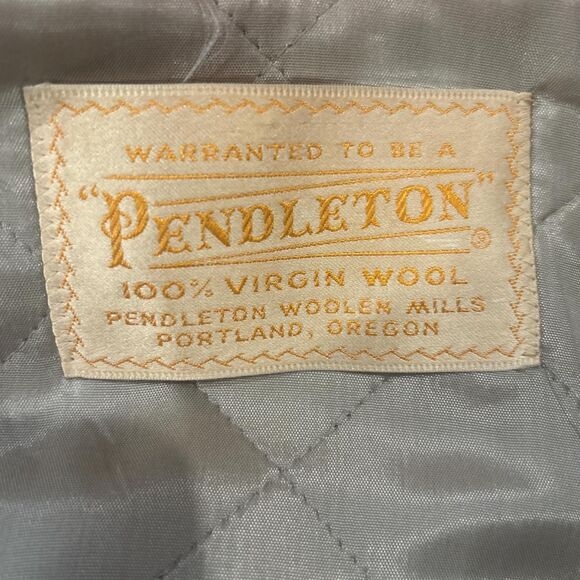 WARRANTED TO BE A
"PENDLETON"®
100% VIRGIN WOOL
PENDLETON WOOLEN MILLS
PORTLAND, OREGON